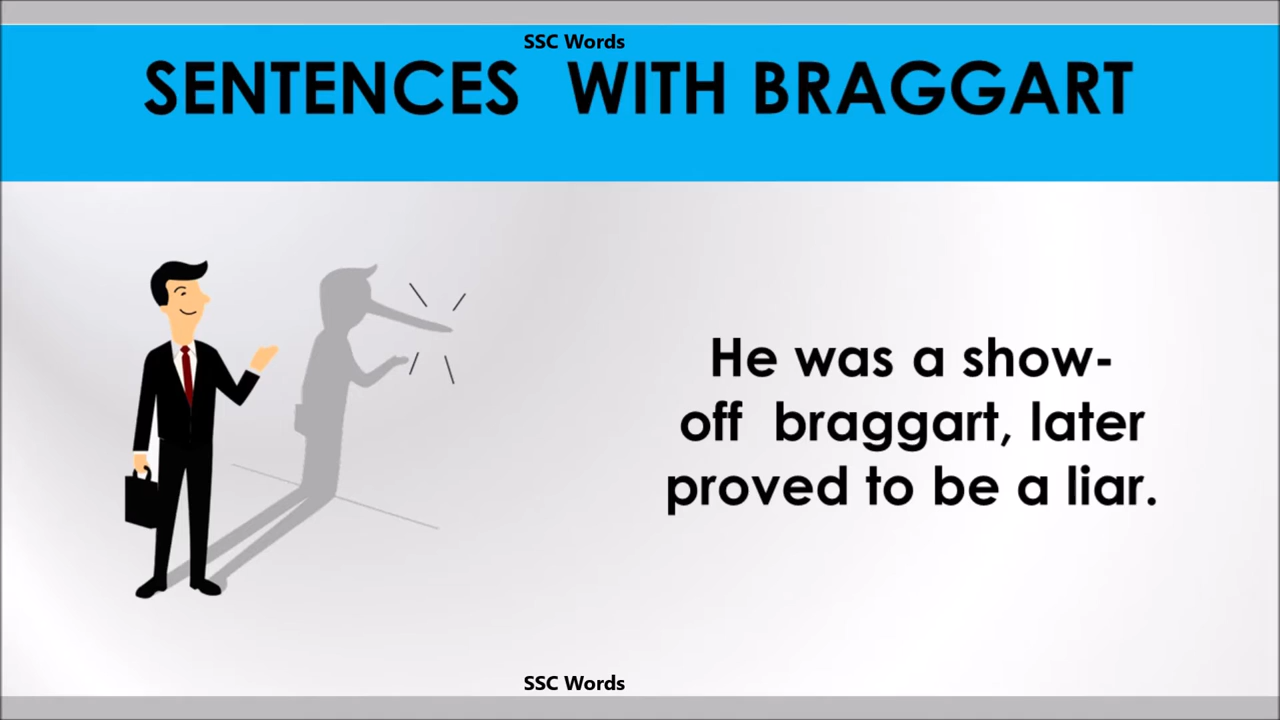 SSC Words
SENTENCES WITH BRAGGART
He was a show-
off braggart, later
proved to be a liar.
SSC Words